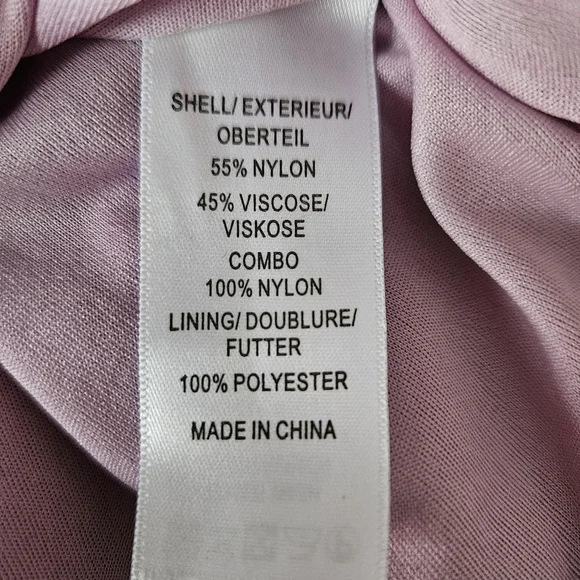 SHELL/ EXTERIEUR/
OBERTEIL
55% NYLON
45% VISCOSE/
VISKOSE
COMBO
100% NYLON
LINING/ DOUBLURE/
FUTTER
100% POLYESTER
MADE IN CHINA